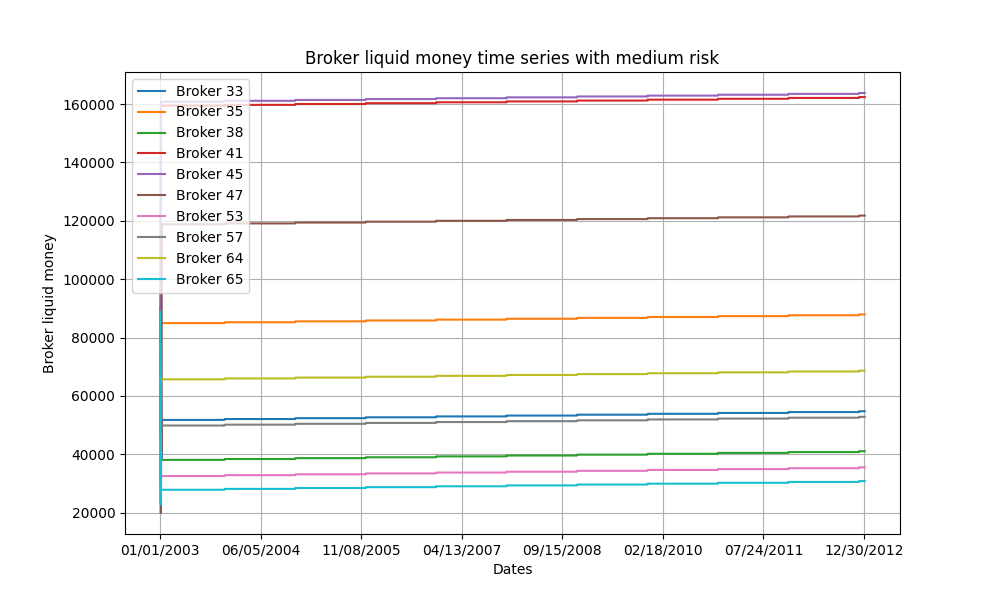 Broker liquid money time series with medium risk
Broker liquid money
160000
140000
120000
100000
80000
60000
40000
20000
Broker 33
Broker 35
Broker 38
Broker 41
Broker 45
Broker 47
Broker 53
Broker 57
Broker 64
Broker 65
01/01/2003 06/05/2004 11/08/2005 04/13/2007 09/15/2008 02/18/2010 07/24/2011 12/30/2012
Dates